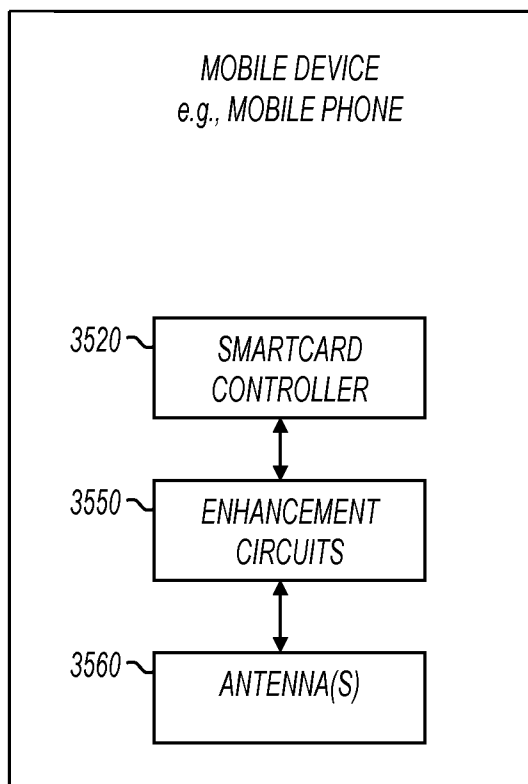 MOBILE DEVICE
e.g., MOBILE PHONE
3520
SMARTCARD
CONTROLLER
3550
ENHANCEMENT
CIRCUITS
3560
ANTENNA(S)